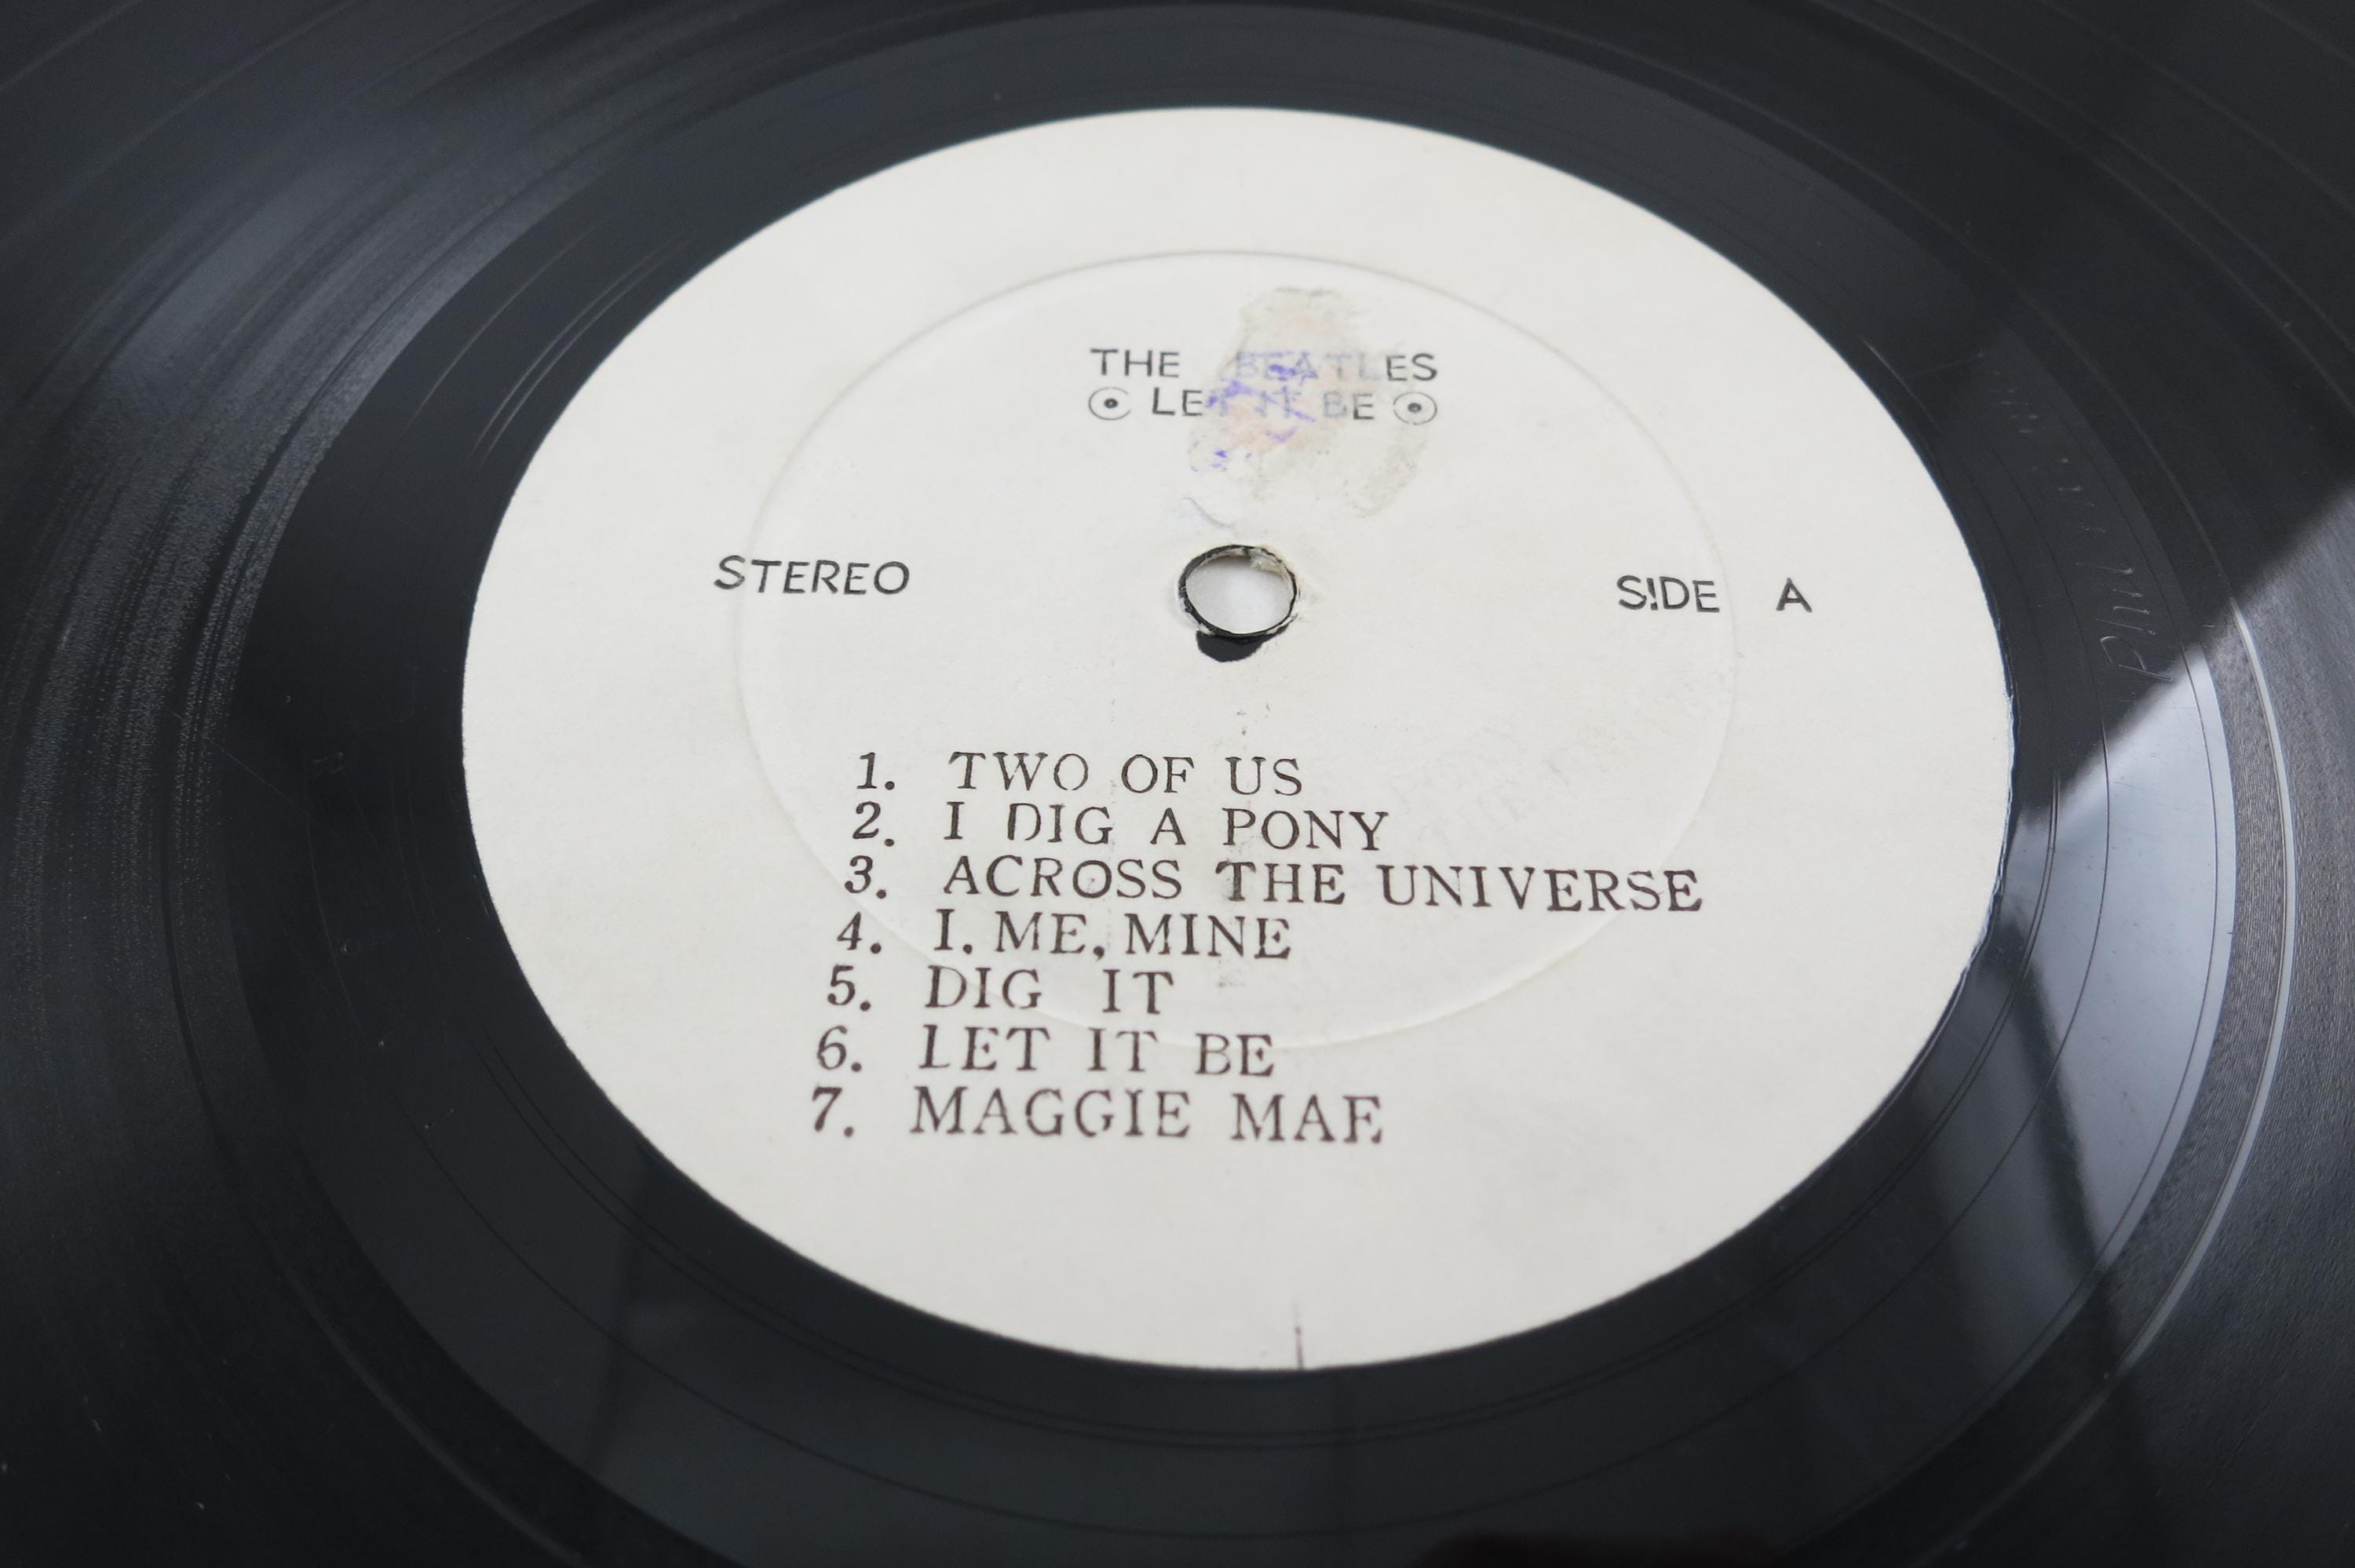 THE BEATLES
LET IT BE
STEREO
SIDE A
1. TWO OF US
2. I DIG A PONY
3. ACROSS THE UNIVERSE
4. I, ME, MINE
5. DIG IT
6. LET IT BE
7. MAGGIE MAE